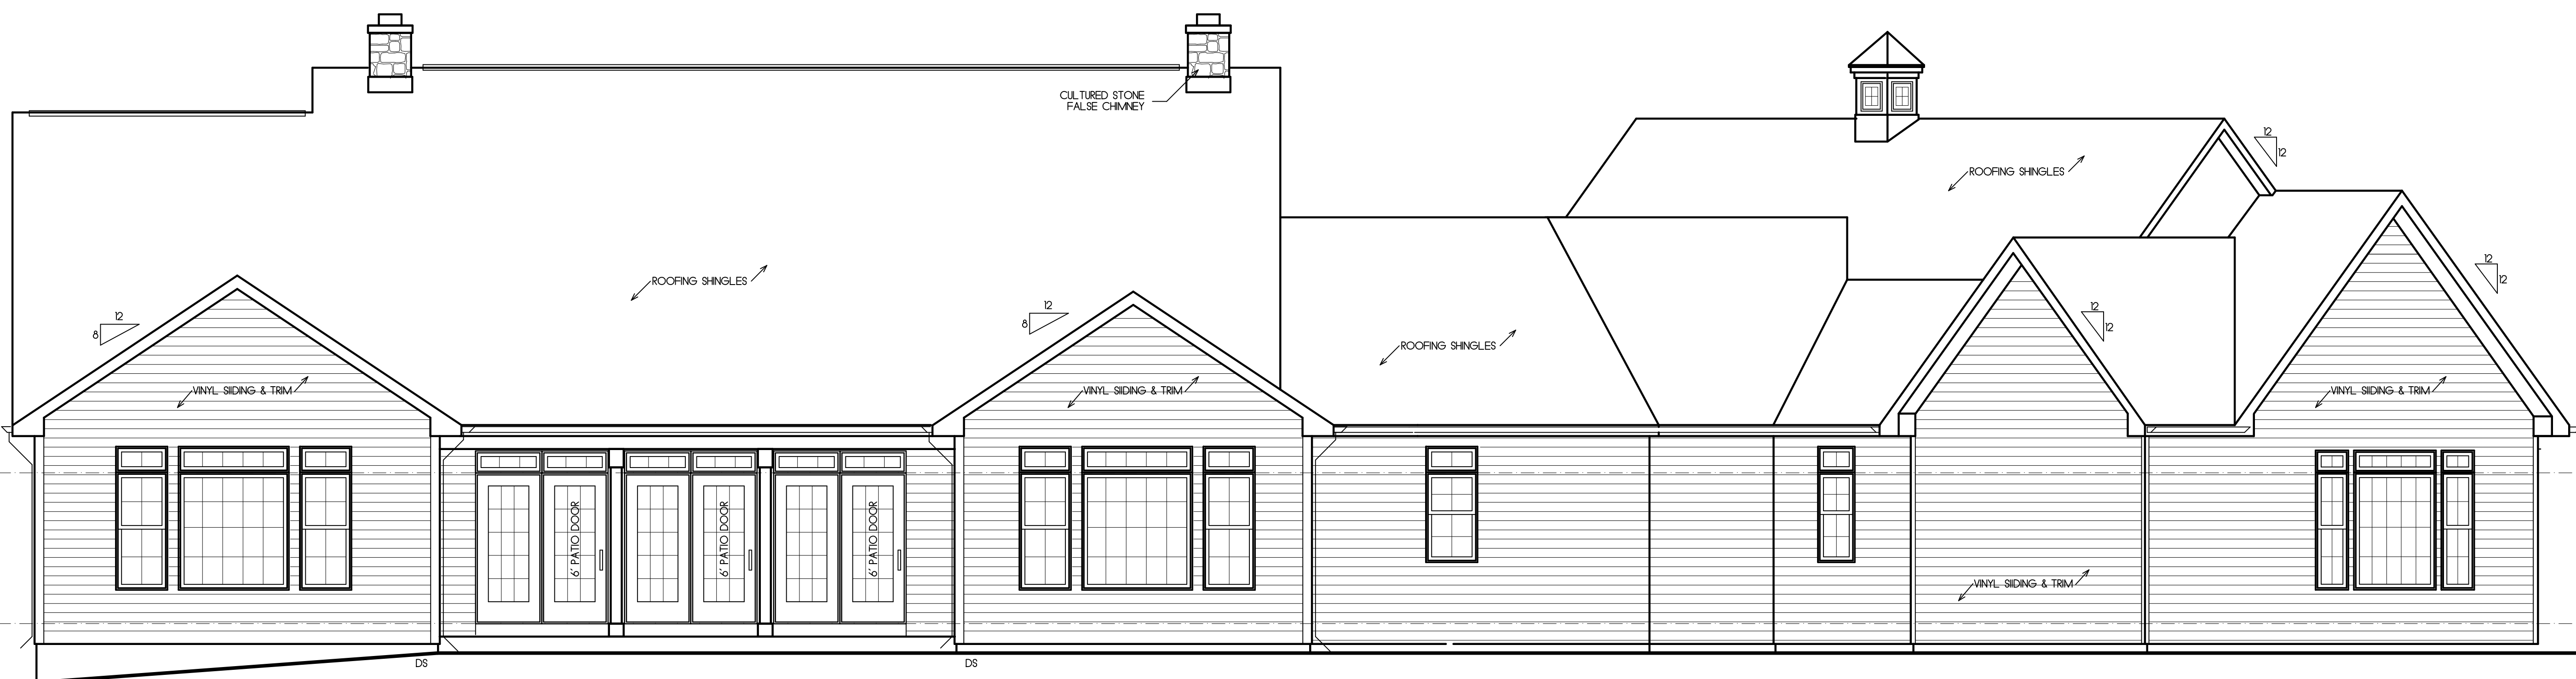 CULTURED STONE
FALSE CHIMNEY
12
12
ROOFING SHINGLES
12
12
ROOFING SHINGLES
12
8
12
8
12
12
ROOFING SHINGLES
VINYL SIIDING & TRIM
VINYL SIIDING & TRIM
VINYL SIIDING & TRIM
6' PATIO DOOR
6' PATIO DOOR
6' PATIO DOOR
VINYL SIIDING & TRIM
DS
DS